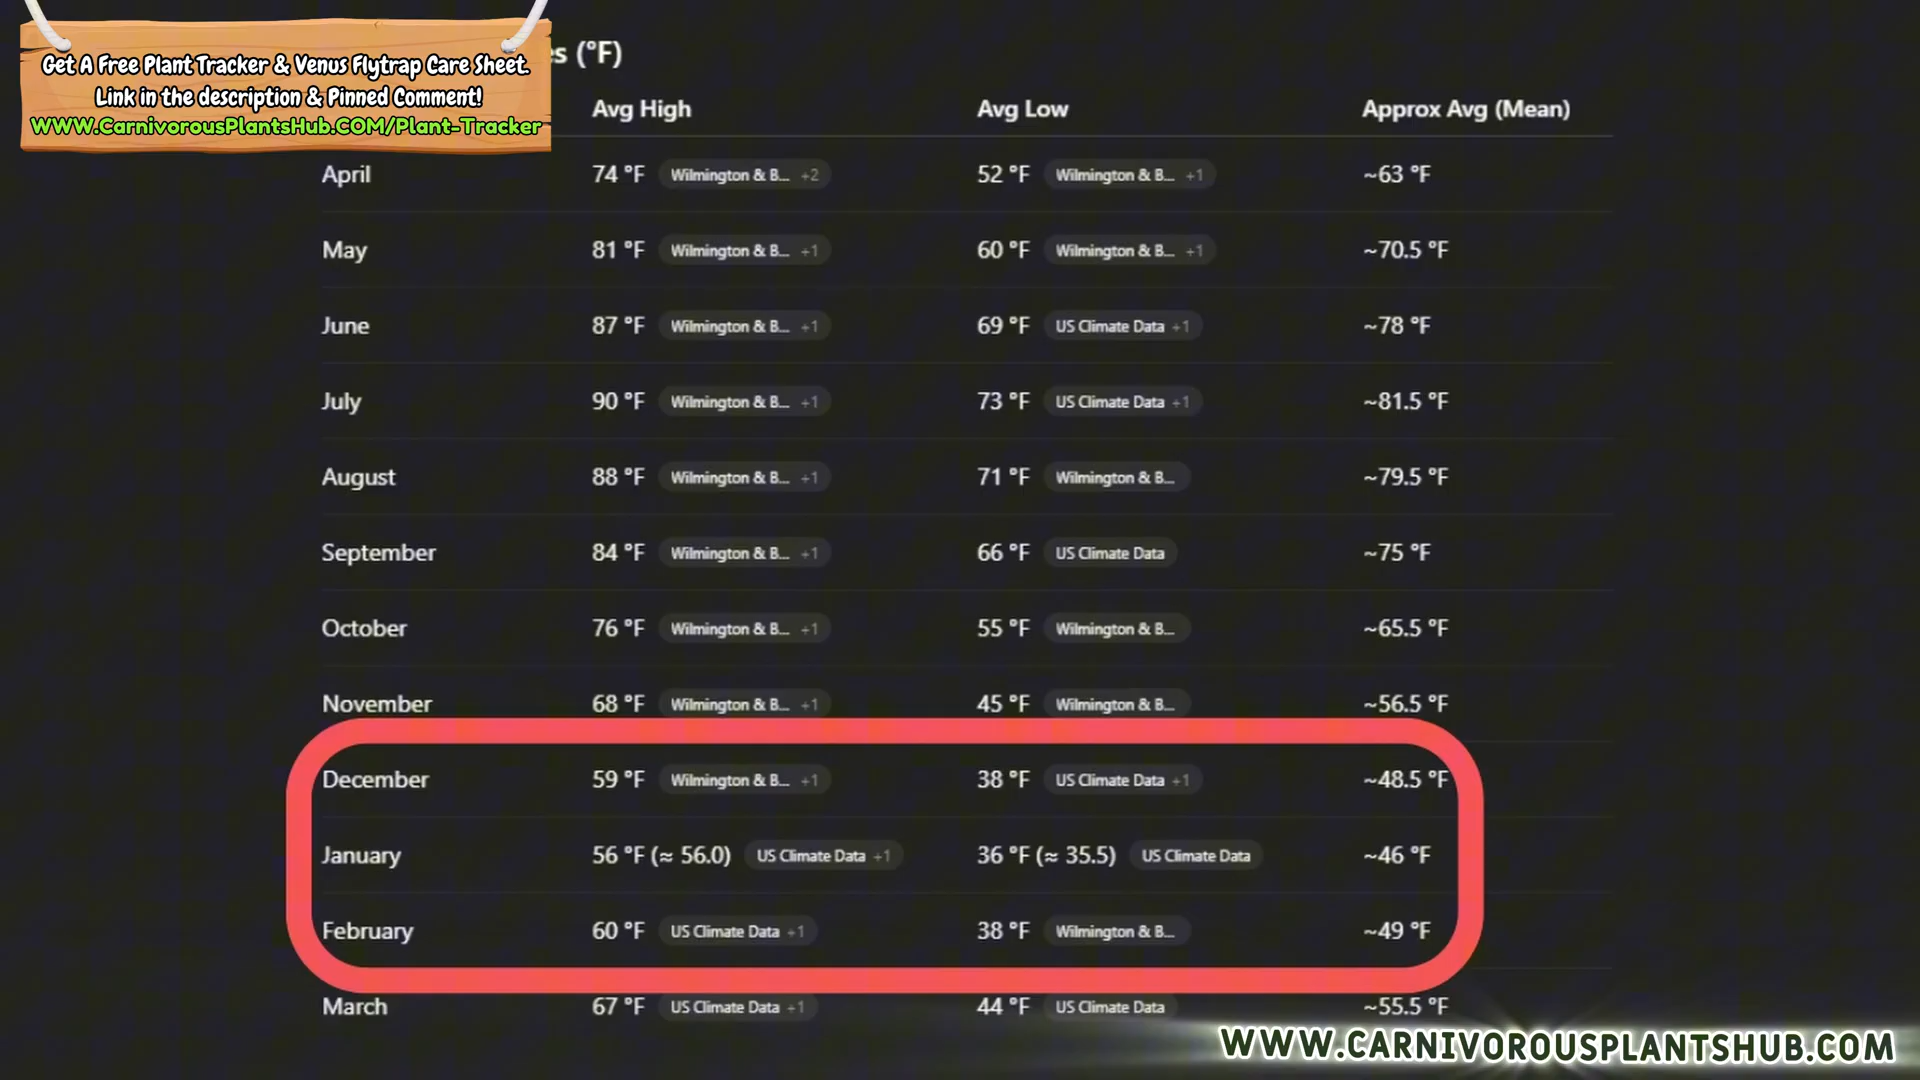 Get A Free Plant Tracker & Venus Flytrap Care Sheet.
Link in the description & Pinned Comment!
WWW.CarnivorousPlantsHub.COM/Plant-Tracker
(°F)
Avg High Avg Low Approx Avg (Mean)
April 74 °F Wilmington & B... +2 52 °F Wilmington & B... +1 ~63 °F
May 81 °F Wilmington & B... +1 60 °F Wilmington & B... +1 ~70.5 °F
June 87 °F Wilmington & B... +1 69 °F US Climate Data +1 ~78 °F
July 90 °F Wilmington & B... +1 73 °F US Climate Data +1 ~81.5 °F
August 88 °F Wilmington & B... +1 71 °F Wilmington & B... ~79.5 °F
September 84 °F Wilmington & B... +1 66 °F US Climate Data ~75 °F
October 76 °F Wilmington & B... +1 55 °F Wilmington & B... ~65.5 °F
November 68 °F Wilmington & B... +1 45 °F Wilmington & B... ~56.5 °F
December 59 °F Wilmington & B... +1 38 °F US Climate Data +1 ~48.5 °F
January 56 °F (≈ 56.0) US Climate Data +1 36 °F (≈ 35.5) US Climate Data ~46 °F
February 60 °F US Climate Data +1 38 °F Wilmington & B... ~49 °F
March 67 °F US Climate Data +1 44 °F US Climate Data ~55.5 °F
WWW.CARNIVOROUSPLANTSHUB.COM